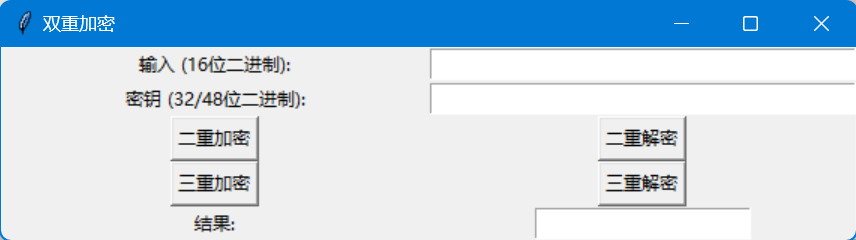 双重加密
输入 (16位二进制):
密钥 (32/48位二进制):
二重加密 二重解密
三重加密 三重解密
结果: